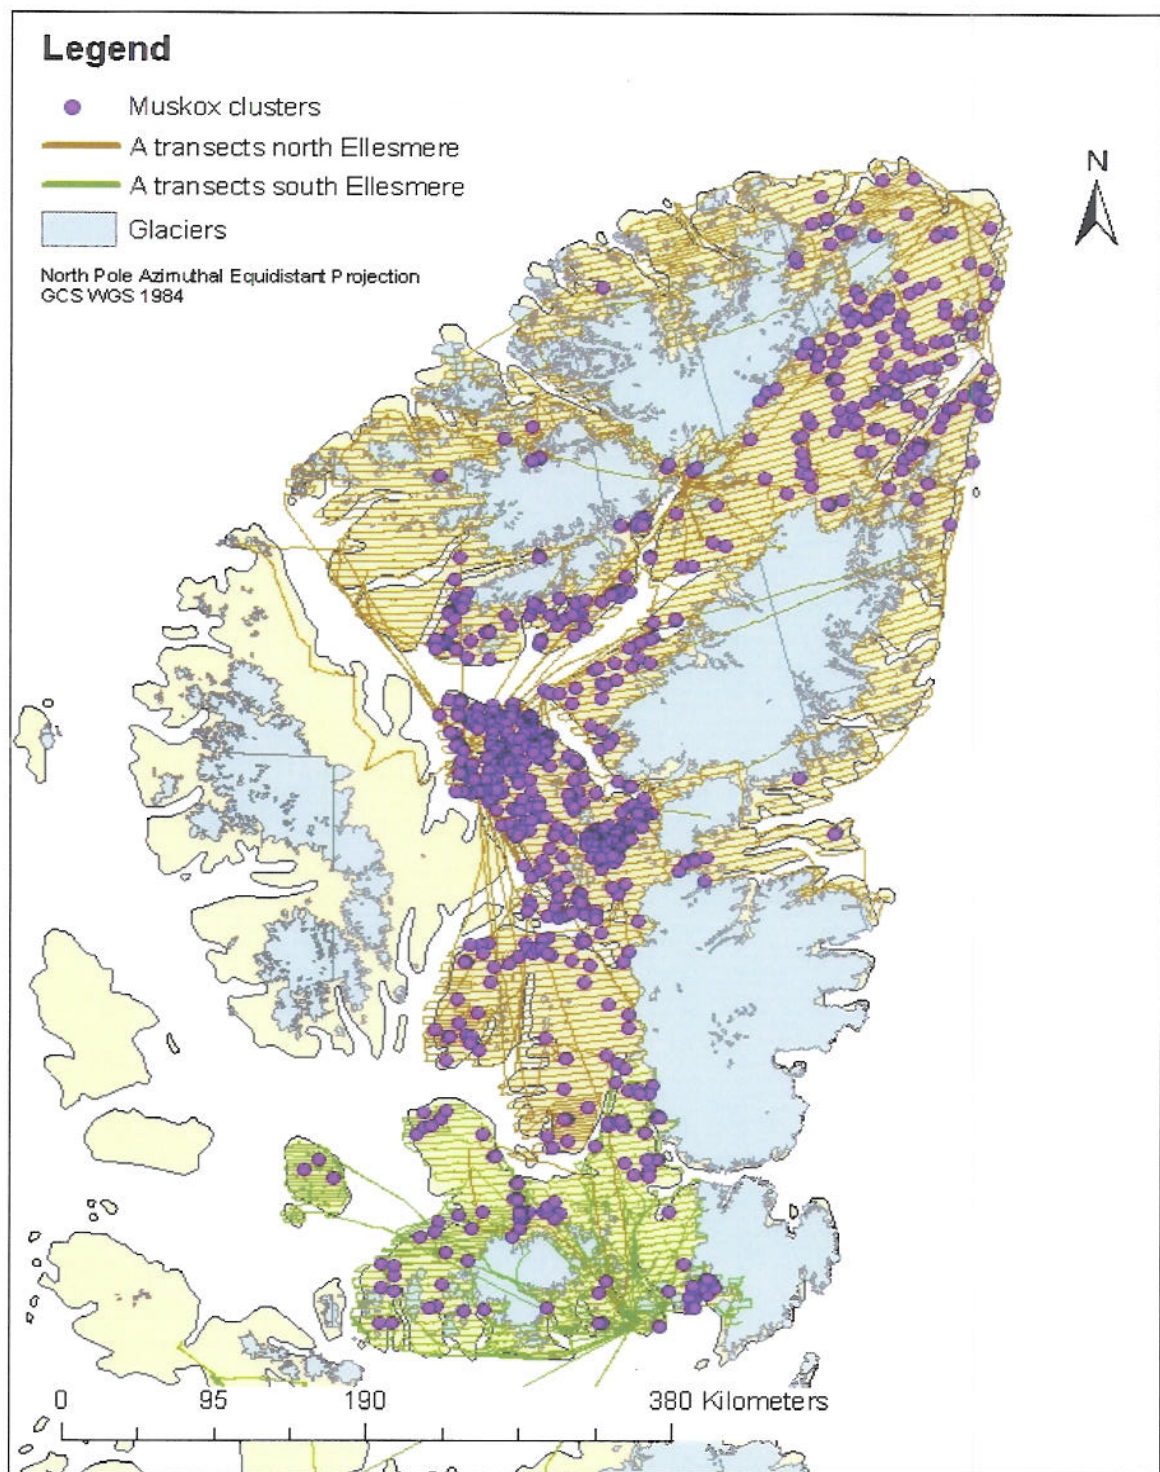 Legend
Muskox clusters
A transects north Ellesmere
A transects south Ellesmere
Glaciers
North Pole Azimuthal Equidistant Projection
GCS WGS 1984
N
0 95 190 380 Kilometers